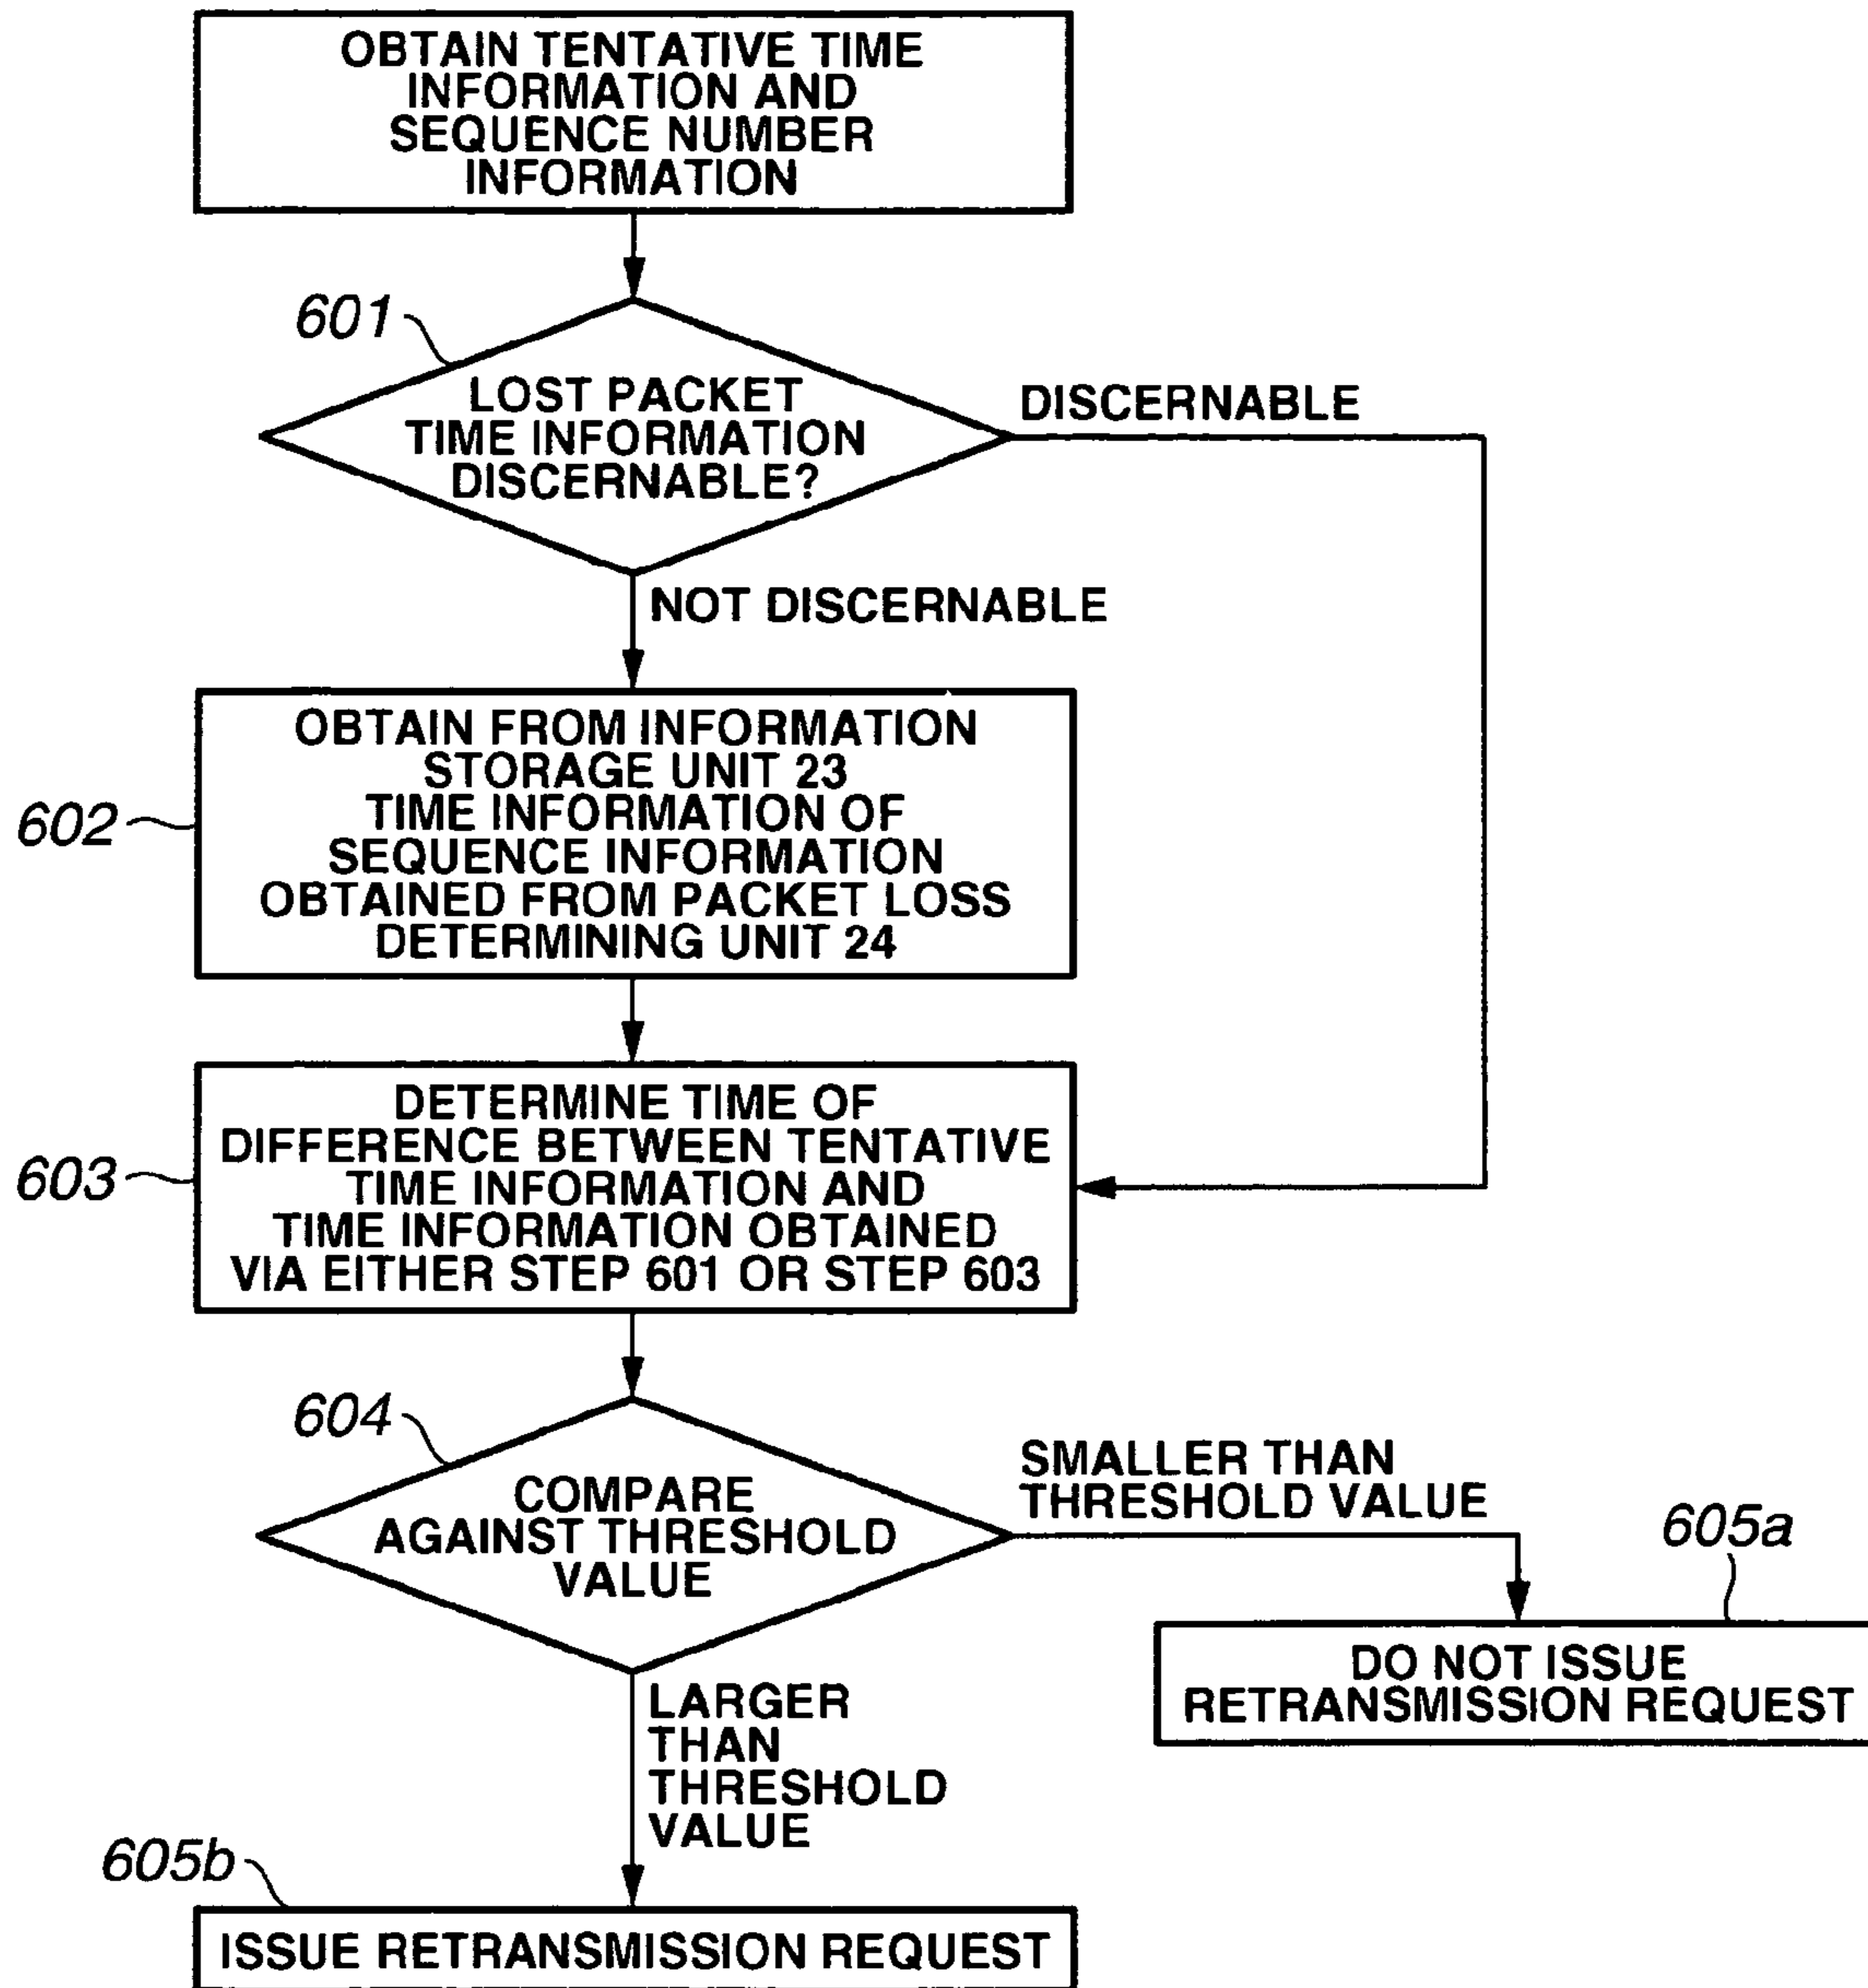 OBTAIN TENTATIVE TIME
INFORMATION AND
SEQUENCE NUMBER
INFORMATION
601
LOST PACKET
TIME INFORMATION
DISCERNABLE?
DISCERNABLE
NOT DISCERNABLE
602
OBTAIN FROM INFORMATION
STORAGE UNIT 23
TIME INFORMATION OF
SEQUENCE INFORMATION
OBTAINED FROM PACKET LOSS
DETERMINING UNIT 24
603
DETERMINE TIME OF
DIFFERENCE BETWEEN TENTATIVE
TIME INFORMATION AND
TIME INFORMATION OBTAINED
VIA EITHER STEP 601 OR STEP 603
604
COMPARE
AGAINST THRESHOLD
VALUE
SMALLER THAN
THRESHOLD VALUE
605a
DO NOT ISSUE
RETRANSMISSION REQUEST
LARGER
THAN
THRESHOLD
VALUE
605b
ISSUE RETRANSMISSION REQUEST